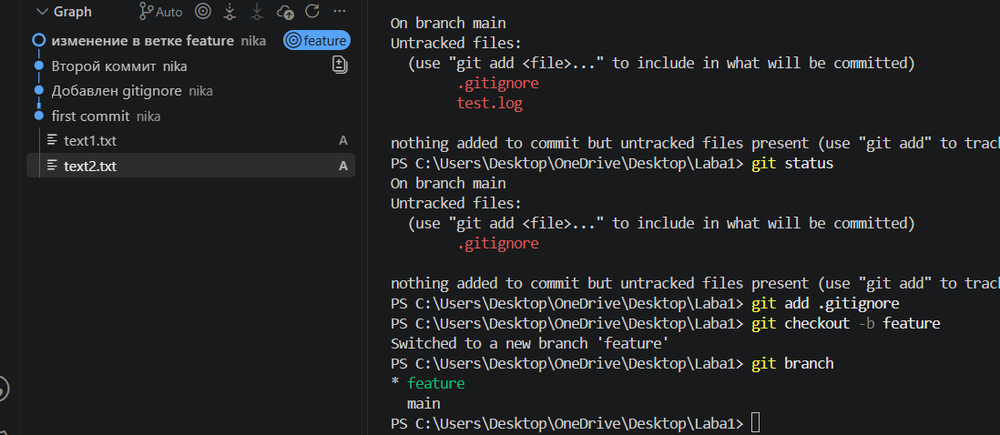 Graph
Auto
изменение в ветке feature nika
feature
Второй коммит nika
Добавлен gitignore nika
first commit nika
text1.txt A
text2.txt A
On branch main
Untracked files:
(use "git add <file>..." to include in what will be committed)
.gitignore
test.log
nothing added to commit but untracked files present (use "git add" to trac
PS C:\Users\Desktop\OneDrive\Desktop\Laba1> git status
On branch main
Untracked files:
(use "git add <file>..." to include in what will be committed)
.gitignore
nothing added to commit but untracked files present (use "git add" to trac
PS C:\Users\Desktop\OneDrive\Desktop\Laba1> git add .gitignore
PS C:\Users\Desktop\OneDrive\Desktop\Laba1> git checkout -b feature
Switched to a new branch 'feature'
PS C:\Users\Desktop\OneDrive\Desktop\Laba1> git branch
* feature
main
PS C:\Users\Desktop\OneDrive\Desktop\Laba1>